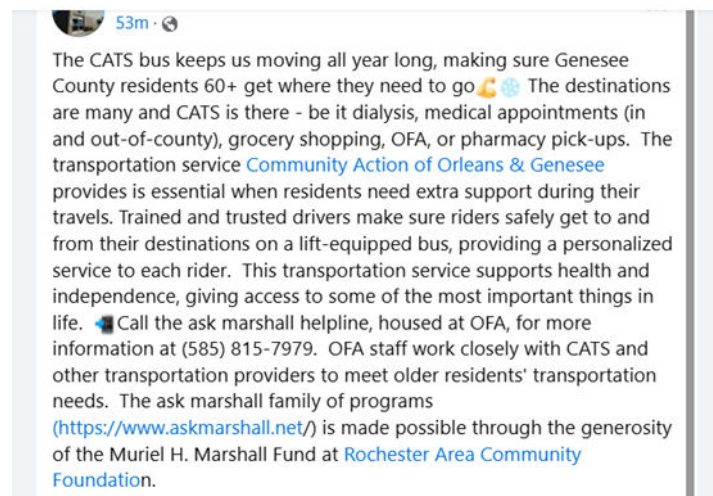 53m ·
The CATS bus keeps us moving all year long, making sure Genesee
County residents 60+ get where they need to go💪❄️ The destinations
are many and CATS is there - be it dialysis, medical appointments (in
and out-of-county), grocery shopping, OFA, or pharmacy pick-ups.  The
transportation service Community Action of Orleans & Genesee
provides is essential when residents need extra support during their
travels. Trained and trusted drivers make sure riders safely get to and
from their destinations on a lift-equipped bus, providing a personalized
service to each rider.  This transportation service supports health and
independence, giving access to some of the most important things in
life.  📲Call the ask marshall helpline, housed at OFA, for more
information at (585) 815-7979.  OFA staff work closely with CATS and
other transportation providers to meet older residents' transportation
needs.  The ask marshall family of programs
(https://www.askmarshall.net/) is made possible through the generosity
of the Muriel H. Marshall Fund at Rochester Area Community
Foundation.